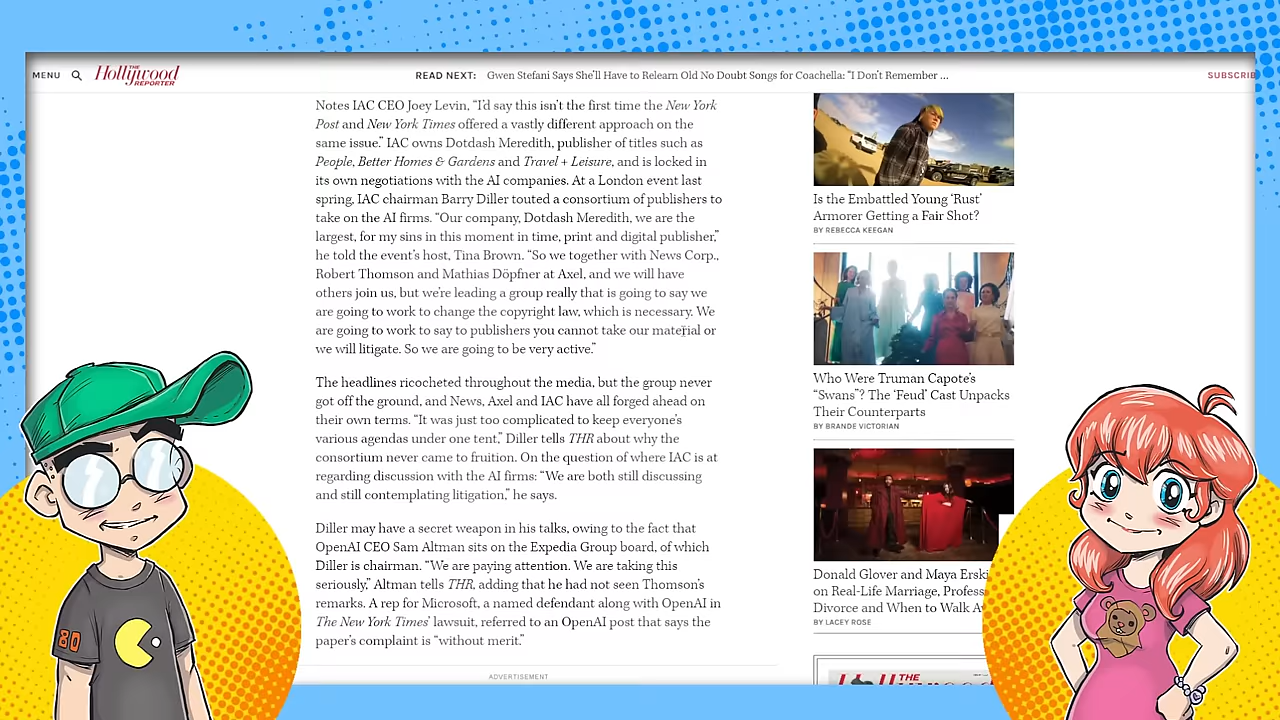 MENU
THE
Hollywood
REPORTER
READ NEXT: Gwen Stefani Says She'll Have to Relearn Old No Doubt Songs for Coachella: “I Don't Remember ...
SUBSCRIB
Notes IAC CEO Joey Levin, “I'd say this isn't the first time the New York
Post and New York Times offered a vastly different approach on the
same issue.” IAC owns Dotdash Meredith, publisher of titles such as
People, Better Homes & Gardens and Travel + Leisure, and is locked in
its own negotiations with the AI companies. At a London event last
spring, IAC chairman Barry Diller touted a consortium of publishers to
take on the AI firms. “Our company, Dotdash Meredith, we are the
largest, for my sins in this moment in time, print and digital publisher,”
he told the event's host, Tina Brown. “So we together with News Corp.,
Robert Thomson and Mathias Döpfner at Axel, and we will have
others join us, but we're leading a group really that is going to say we
are going to work to change the copyright law, which is necessary. We
are going to work to say to publishers you cannot take our material or
we will litigate. So we are going to be very active.”
The headlines ricocheted throughout the media, but the group never
got off the ground, and News, Axel and IAC have all forged ahead on
their own terms. “It was just too complicated to keep everyone's
various agendas under one tent,” Diller tells THR about why the
consortium never came to fruition. On the question of where IAC is at
regarding discussion with the AI firms: “We are both still discussing
and still contemplating litigation,” he says.
Diller may have a secret weapon in his talks, owing to the fact that
OpenAI CEO Sam Altman sits on the Expedia Group board, of which
Diller is chairman. “We are paying attention. We are taking this
seriously,” Altman tells THR, adding that he had not seen Thomson's
remarks. A rep for Microsoft, a named defendant along with OpenAI in
The New York Times' lawsuit, referred to an OpenAI post that says the
paper's complaint is “without merit.”
ADVERTISEMENT
Is the Embattled Young ‘Rust’
Armorer Getting a Fair Shot?
BY REBECCA KEEGAN
Who Were Truman Capote's
“Swans”? The ‘Feud’ Cast Unpacks
Their Counterparts
BY BRANDE VICTORIAN
Donald Glover and Maya Erski
on Real-Life Marriage, Profess
Divorce and When to Walk A
BY LACEY ROSE
THE
80